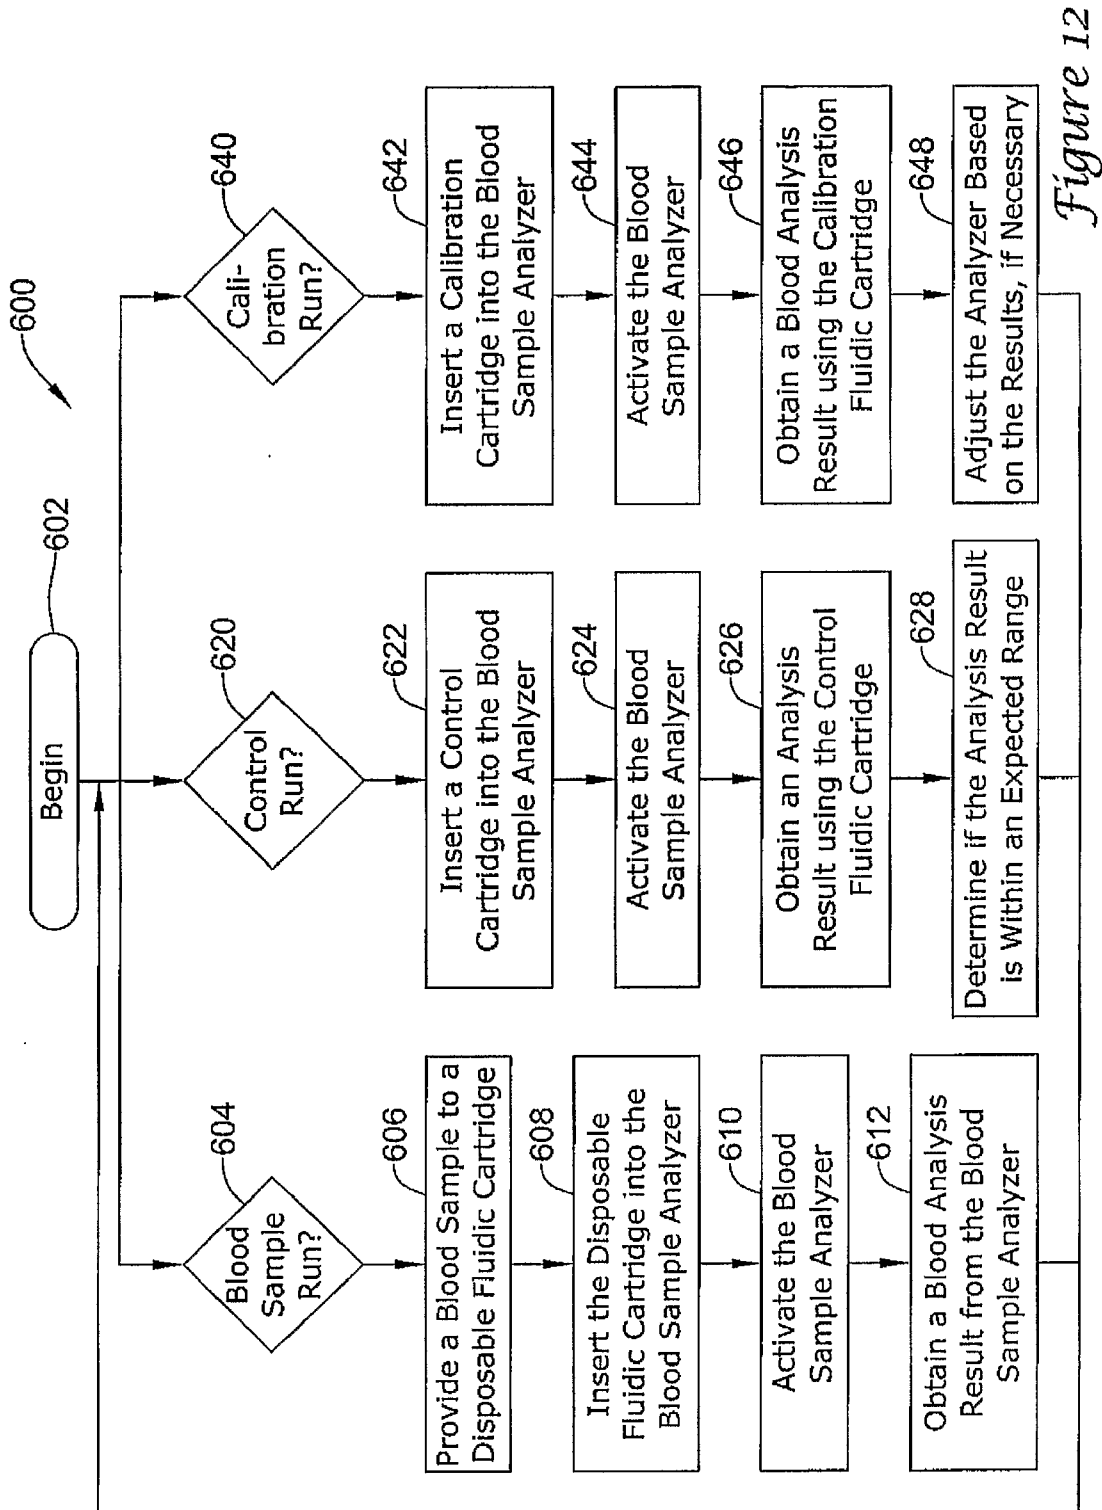 600
Begin
602
Blood
Sample
Run?
604
Provide a Blood Sample to a
Disposable Fluidic Cartridge
606
Insert the Disposable
Fluidic Cartridge into the
Blood Sample Analyzer
608
Activate the Blood
Sample Analyzer
610
Obtain a Blood Analysis
Result from the Blood
Sample Analyzer
612
Control
Run?
620
Insert a Control
Cartridge into the Blood
Sample Analyzer
622
Activate the Blood
Sample Analyzer
624
Obtain an Analysis
Result using the Control
Fluidic Cartridge
626
Determine if the Analysis Result
is Within an Expected Range
628
Cali-
bration
Run?
640
Insert a Calibration
Cartridge into the Blood
Sample Analyzer
642
Activate the Blood
Sample Analyzer
644
Obtain a Blood Analysis
Result using the Calibration
Fluidic Cartridge
646
Adjust the Analyzer Based
on the Results, if Necessary
648
Figure 12